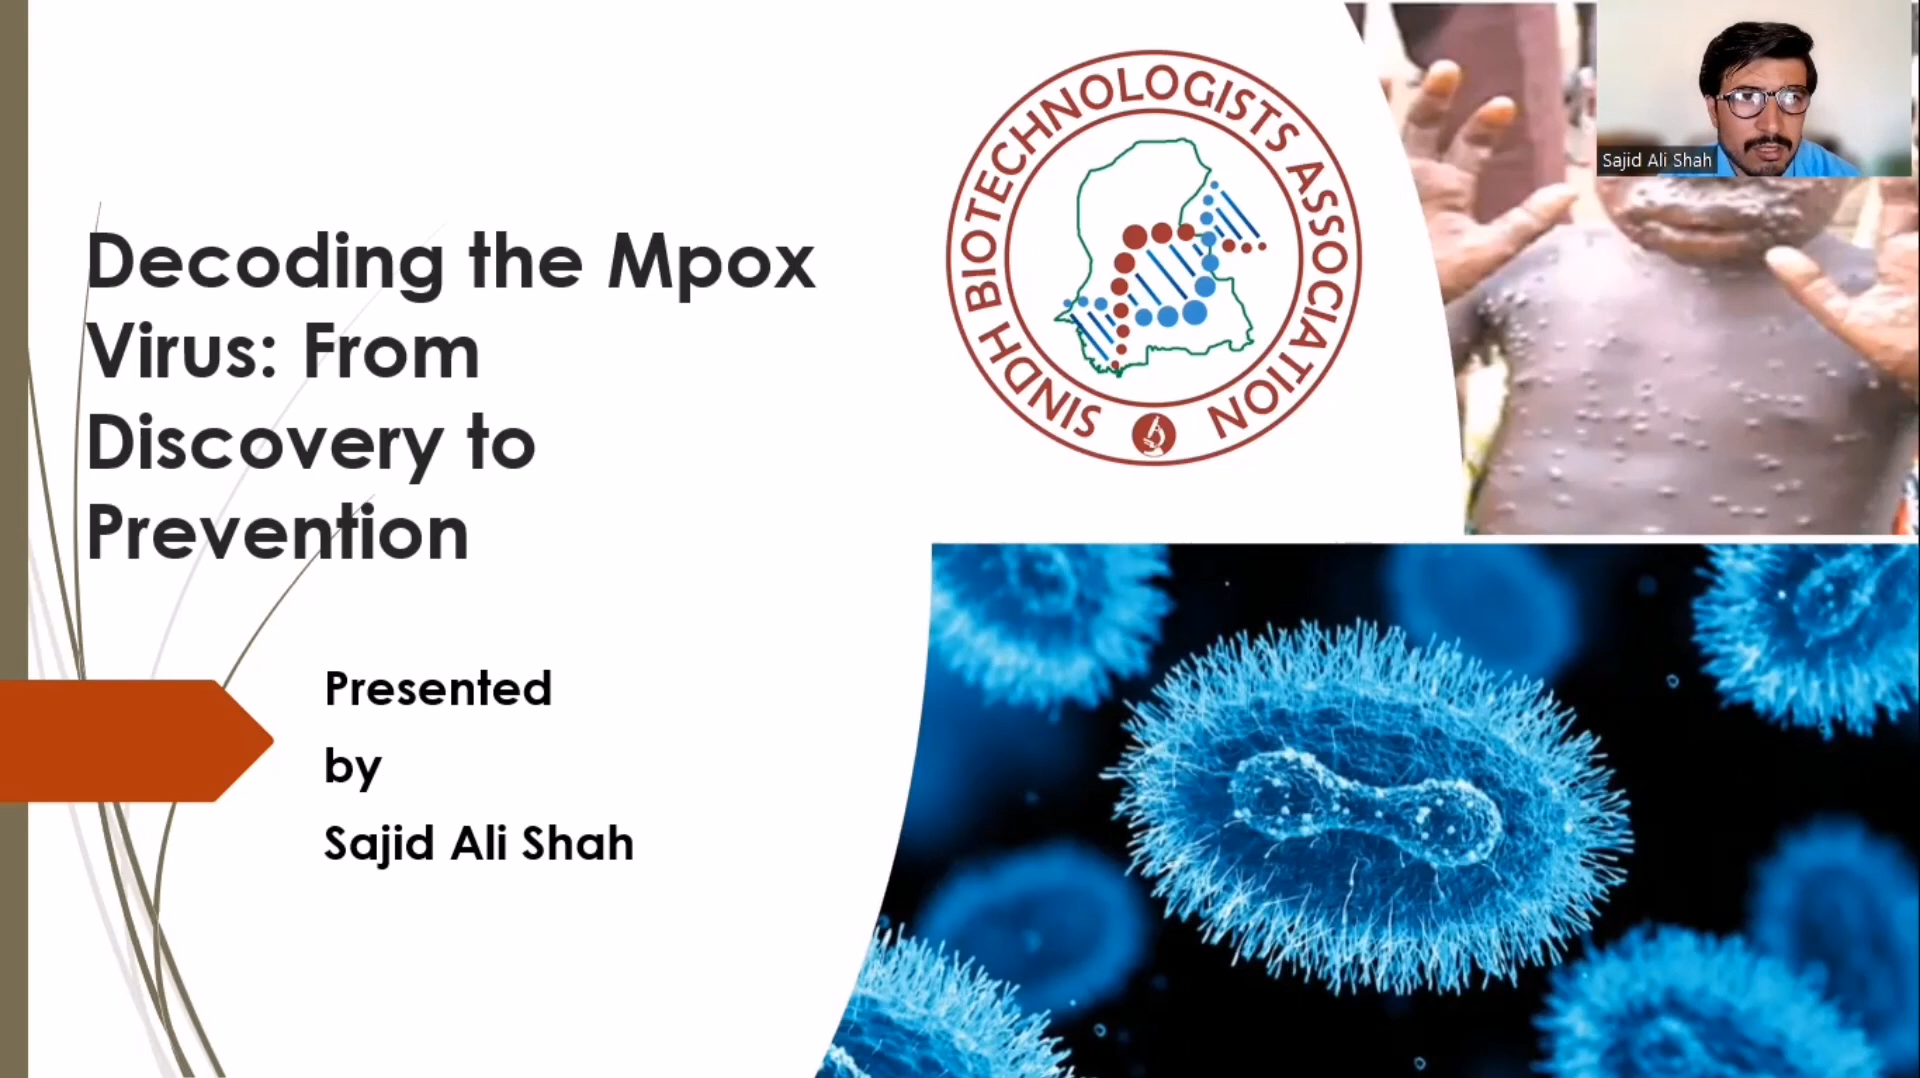 Decoding the Mpox
Virus: From
Discovery to
Prevention
Presented
by
Sajid Ali Shah
SINDH BIOTECHNOLOGISTS ASSOCIATION
Sajid Ali Shah